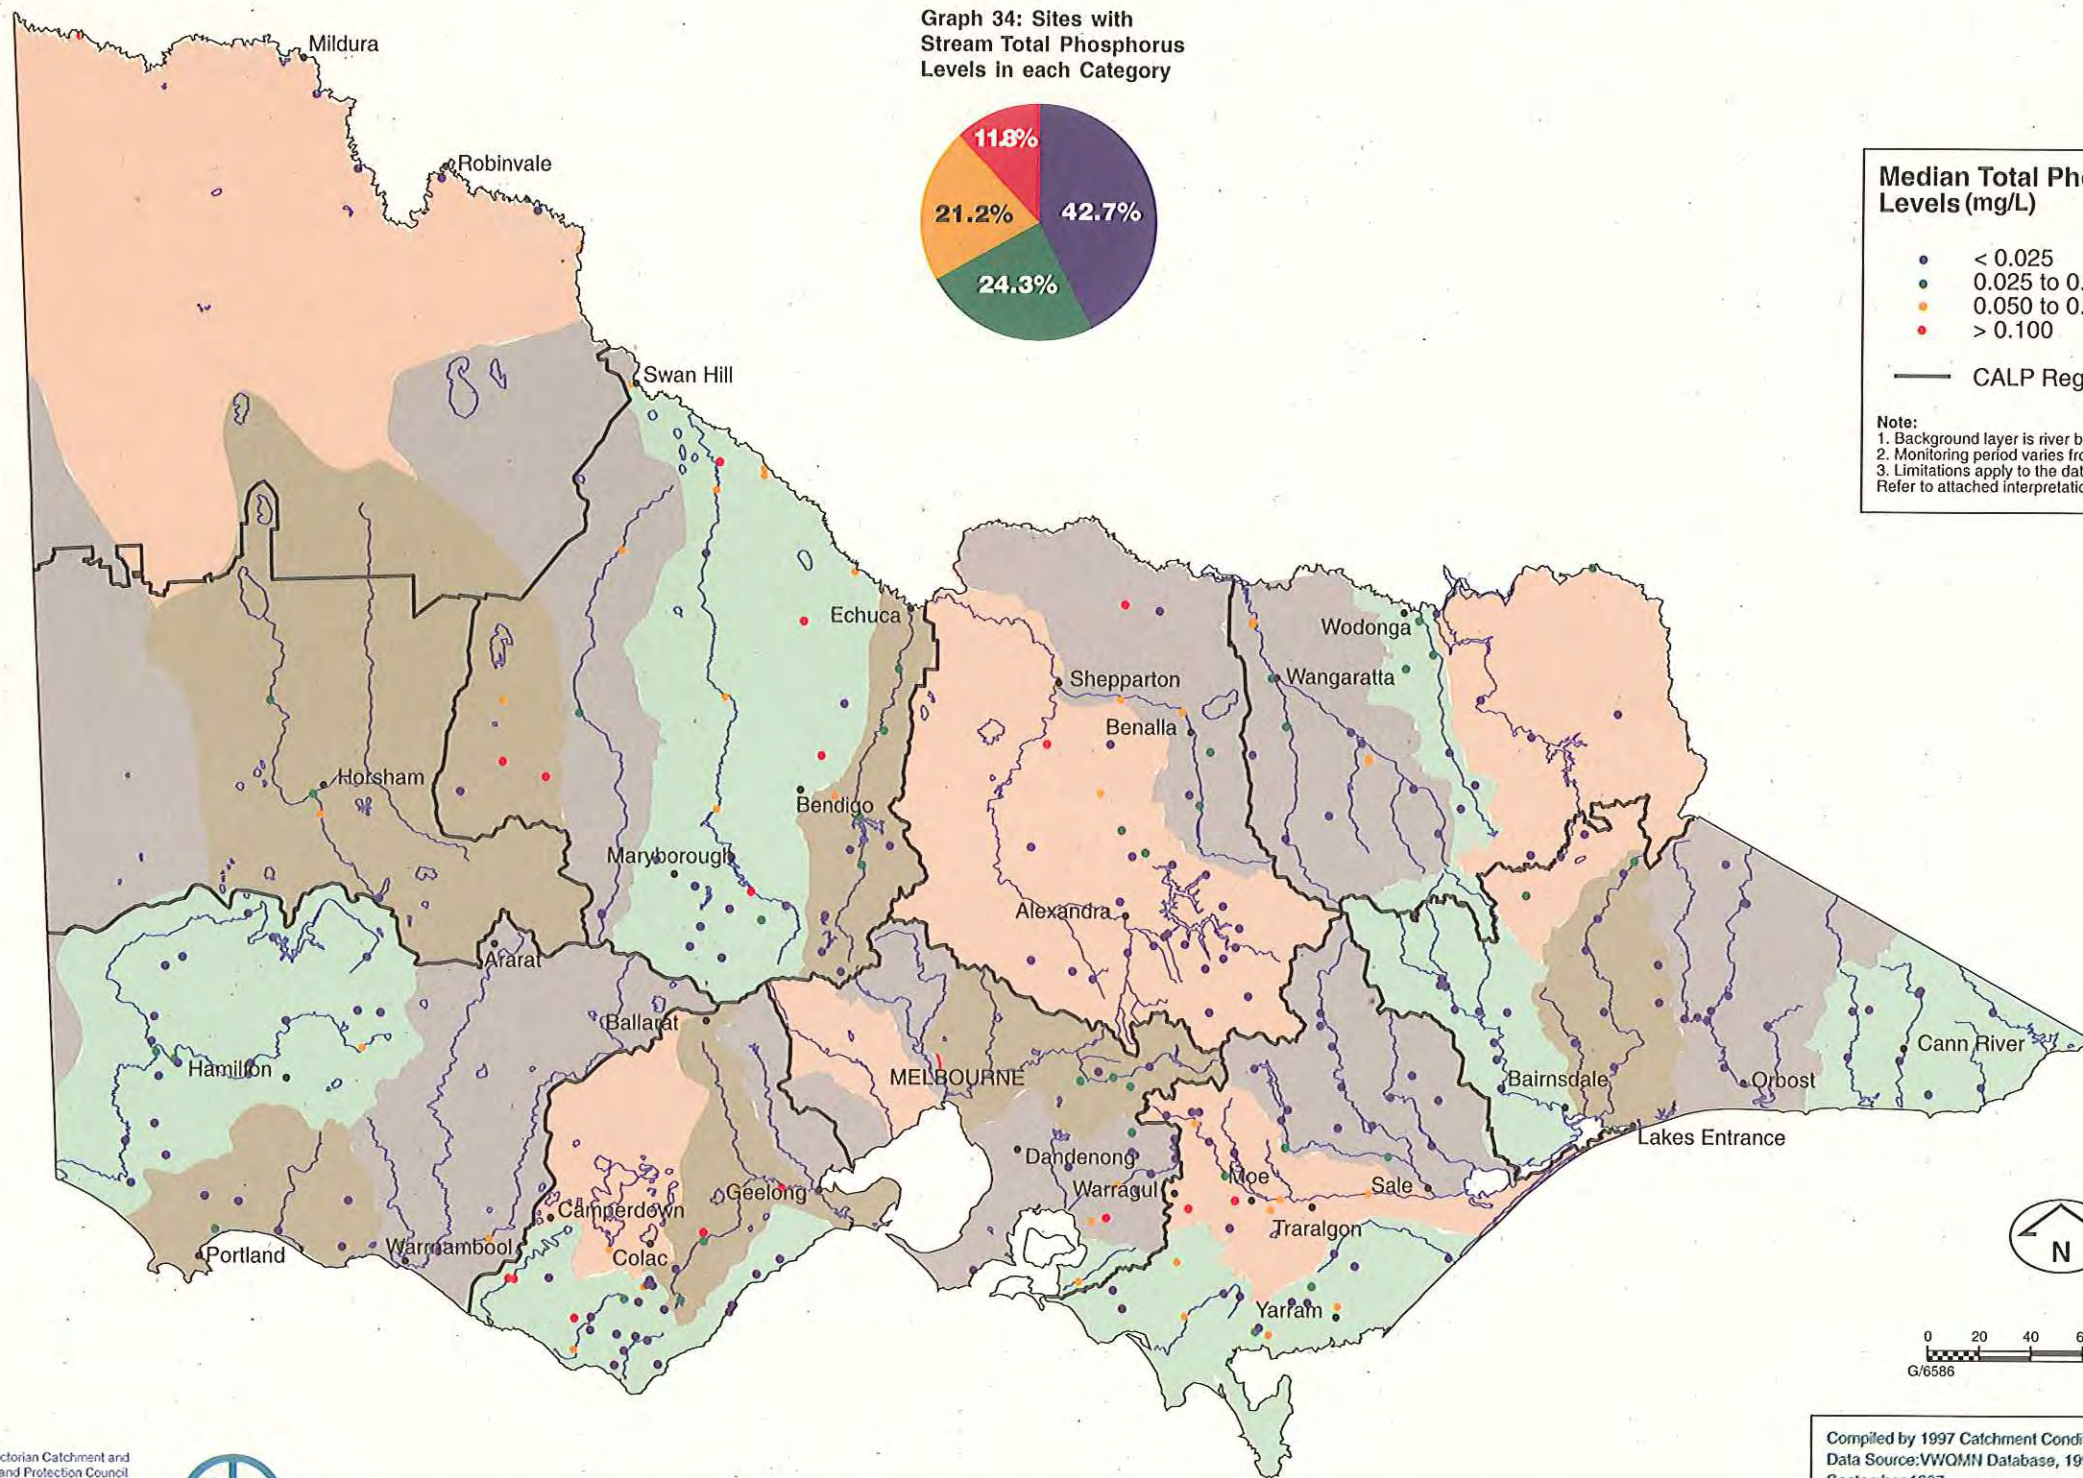 Graph 34: Sites with
Stream Total Phosphorus
Levels in each Category
11.8%
21.2%
42.7%
24.3%
Median Total Pho
Levels (mg/L)
< 0.025
0.025 to 0.
0.050 to 0.
> 0.100
CALP Reg
Note:
1. Background layer is river b
2. Monitoring period varies fro
3. Limitations apply to the dat
Refer to attached interpretatio
Mildura
Robinvale
Swan Hill
Echuca
Wodonga
Shepparton
Wangaratta
Benalla
Horsham
Bendigo
Maryborough
Alexandra
Ararat
Ballarat
Hamilton
MELBOURNE
Cann River
Bairnsdale
Orbost
Lakes Entrance
Dandenong
Warragul
Moe
Sale
Geelong
Camperdown
Traralgon
Portland
Warrnambool
Colac
Yarram
N
0 20 40 6
G/6586
ctorian Catchment and
and Protection Council
Compiled by 1997 Catchment Condi
Data Source:VWQMN Database, 199